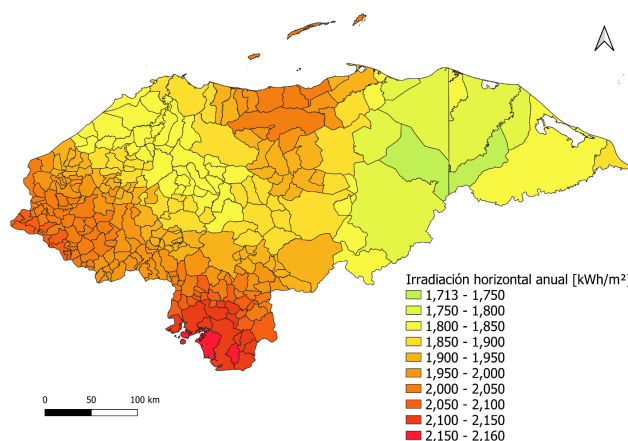 Irradiación horizontal anual [kWh/m²]
1,713 - 1,750
1,750 - 1,800
1,800 - 1,850
1,850 - 1,900
1,900 - 1,950
1,950 - 2,000
2,000 - 2,050
2,050 - 2,100
2,100 - 2,150
2,150 - 2,160
0 50 100 km